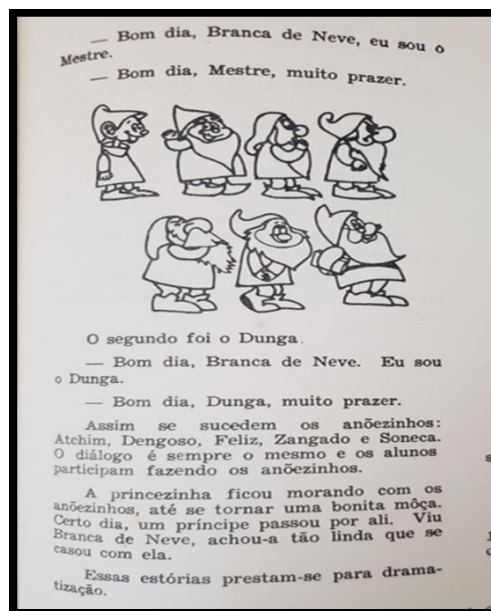 — Bom dia, Branca de Neve, eu sou o
Mestre.
— Bom dia, Mestre, muito prazer.
O segundo foi o Dunga.
— Bom dia, Branca de Neve. Eu sou
o Dunga.
— Bom dia, Dunga, muito prazer.
Assim se sucedem os anõezinhos:
Atchim, Dengoso, Feliz, Zangado e Soneca.
O diálogo é sempre o mesmo e os alunos
participam fazendo os anõezinhos.
A princezinha ficou morando com os
anõezinhos, até se tornar uma bonita môça.
Certo dia, um príncipe passou por ali. Viu
Branca de Neve, achou-a tão linda que se
casou com ela.
Essas estórias prestam-se para drama-
tização.